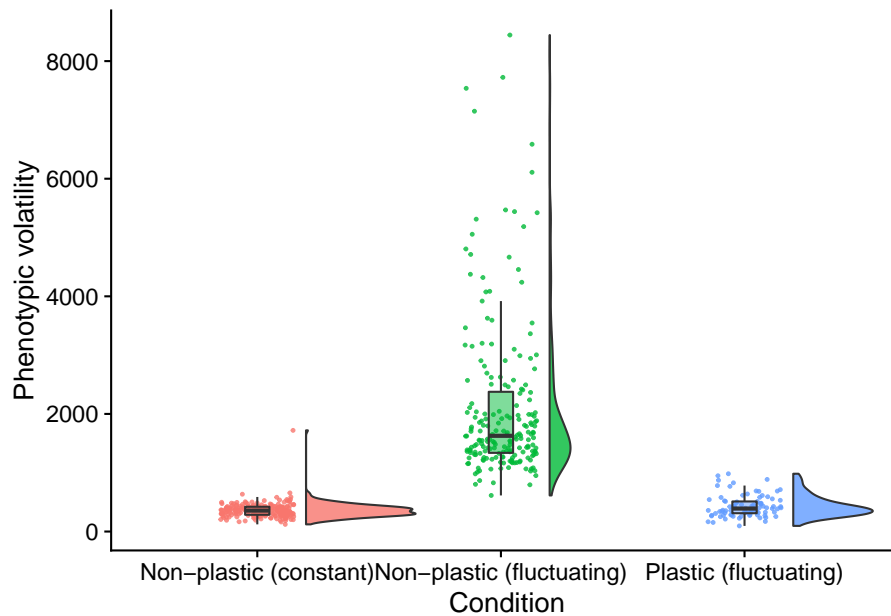 8000
6000
4000
2000
0
Phenotypic volatility
Non−plastic (constant)
Non−plastic (fluctuating)
Plastic (fluctuating)
Condition